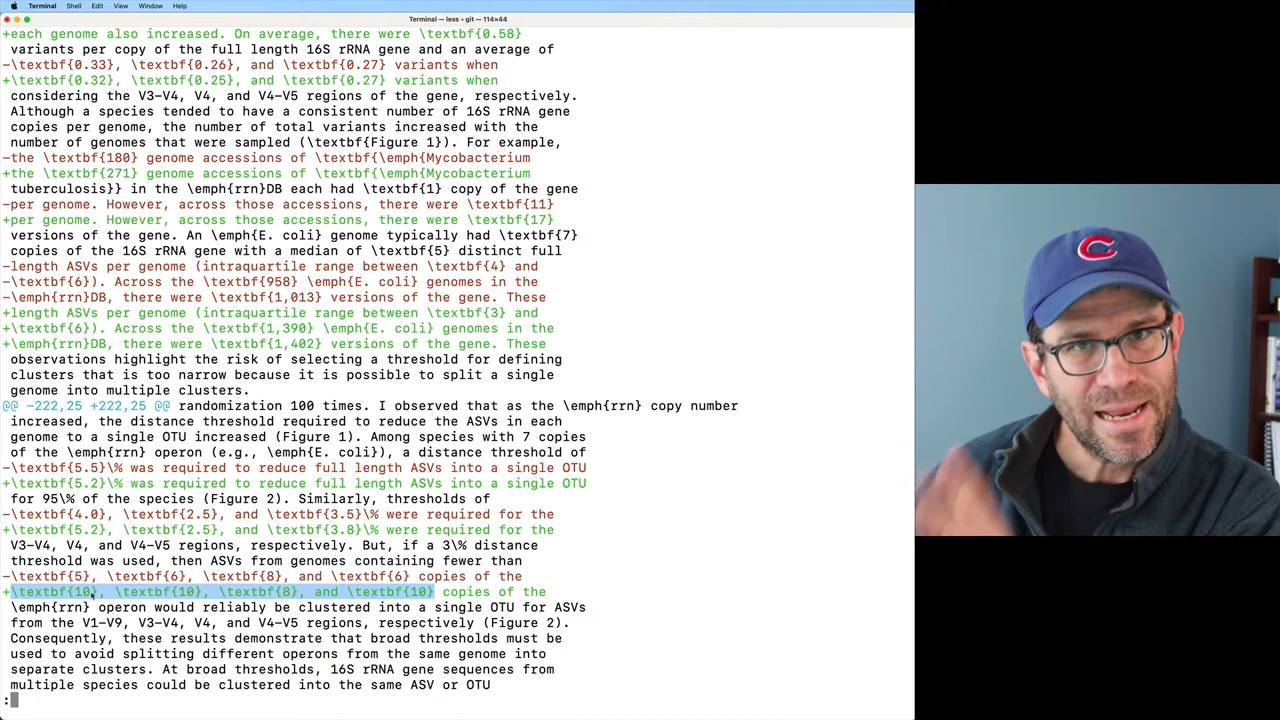 Terminal Shell Edit View Window Help
Terminal — less • git — 114×44
+each genome also increased. On average, there were \textbf{0.58}
variants per copy of the full length 16S rRNA gene and an average of
-\textbf{0.33}, \textbf{0.26}, and \textbf{0.27} variants when
+\textbf{0.32}, \textbf{0.25}, and \textbf{0.27} variants when
considering the V3-V4, V4, and V4-V5 regions of the gene, respectively.
Although a species tended to have a consistent number of 16S rRNA gene
copies per genome, the number of total variants increased with the
number of genomes that were sampled (\textbf{Figure 1}). For example,
-the \textbf{180} genome accessions of \textbf{\emph{Mycobacterium
+the \textbf{271} genome accessions of \textbf{\emph{Mycobacterium
tuberculosis}} in the \emph{rrn}DB each had \textbf{1} copy of the gene
-per genome. However, across those accessions, there were \textbf{11}
+per genome. However, across those accessions, there were \textbf{17}
versions of the gene. An \emph{E. coli} genome typically had \textbf{7}
copies of the 16S rRNA gene with a median of \textbf{5} distinct full
-length ASVs per genome (intraquartile range between \textbf{4} and
-\textbf{6}). Across the \textbf{958} \emph{E. coli} genomes in the
-\emph{rrn}DB, there were \textbf{1,013} versions of the gene. These
+length ASVs per genome (intraquartile range between \textbf{3} and
+\textbf{6}). Across the \textbf{1,390} \emph{E. coli} genomes in the
+\emph{rrn}DB, there were \textbf{1,402} versions of the gene. These
observations highlight the risk of selecting a threshold for defining
clusters that is too narrow because it is possible to split a single
genome into multiple clusters.
@@ -222,25 +222,25 @@ randomization 100 times. I observed that as the \emph{rrn} copy number
increased, the distance threshold required to reduce the ASVs in each
genome to a single OTU increased (Figure 1). Among species with 7 copies
of the \emph{rrn} operon (e.g., \emph{E. coli}), a distance threshold of
-\textbf{5.5}\% was required to reduce full length ASVs into a single OTU
+\textbf{5.2}\% was required to reduce full length ASVs into a single OTU
for 95\% of the species (Figure 2). Similarly, thresholds of
-\textbf{4.0}, \textbf{2.5}, and \textbf{3.5}\% were required for the
+\textbf{5.2}, \textbf{2.5}, and \textbf{3.8}\% were required for the
V3-V4, V4, and V4-V5 regions, respectively. But, if a 3\% distance
threshold was used, then ASVs from genomes containing fewer than
-\textbf{5}, \textbf{6}, \textbf{8}, and \textbf{6} copies of the
+\textbf{10}, \textbf{10}, \textbf{8}, and \textbf{10} copies of the
\emph{rrn} operon would reliably be clustered into a single OTU for ASVs
from the V1-V9, V3-V4, V4, and V4-V5 regions, respectively (Figure 2).
Consequently, these results demonstrate that broad thresholds must be
used to avoid splitting different operons from the same genome into
separate clusters. At broad thresholds, 16S rRNA gene sequences from
multiple species could be clustered into the same ASV or OTU
:
C